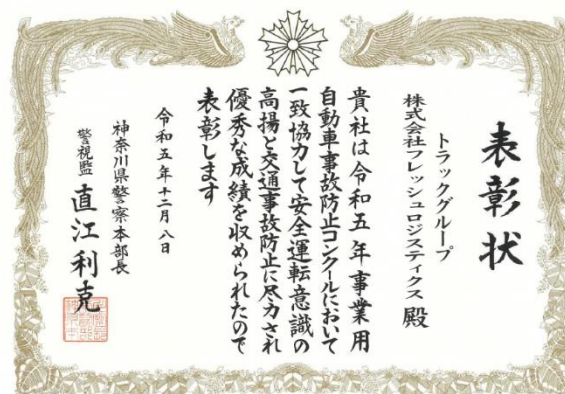 表彰状
トラックグループ
株式会社フレッシュロジスティクス 殿
貴社は令和五年事業用
自動車事故防止コンクールにおいて
一致協力して安全運転意識の
高揚と交通事故防止に尽力され
優秀な成績を収められたので
表彰します
令和五年十二月八日
神奈川県警察本部長
警視監 直江利克